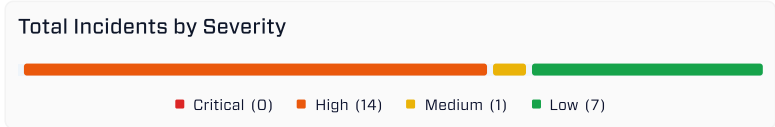 Total Incidents by Severity
Critical (0) High (14) Medium (1) Low (7)